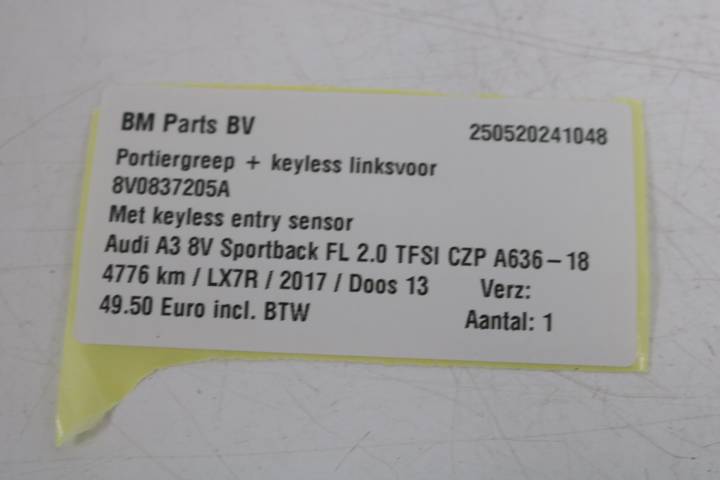 BM Parts BV 250520241048
Portiergreep + keyless linksvoor
8V0837205A
Met keyless entry sensor
Audi A3 8V Sportback FL 2.0 TFSI CZP A636-18
4776 km / LX7R / 2017 / Doos 13 Verz:
49.50 Euro incl. BTW Aantal: 1